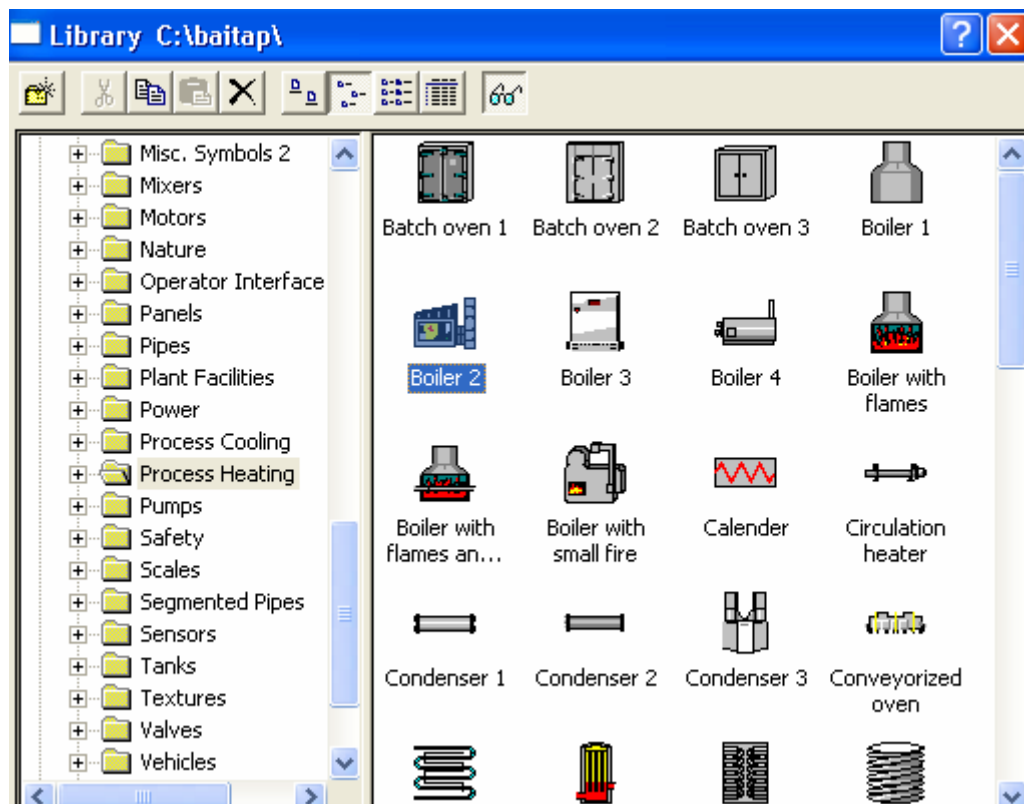 Library C:\baitap\
Misc. Symbols 2
Mixers
Motors
Nature
Operator Interface
Panels
Pipes
Plant Facilities
Power
Process Cooling
Process Heating
Pumps
Safety
Scales
Segmented Pipes
Sensors
Tanks
Textures
Valves
Vehicles
Batch oven 1
Batch oven 2
Batch oven 3
Boiler 1
Boiler 2
Boiler 3
Boiler 4
Boiler with
flames
Boiler with
flames an...
Boiler with
small fire
Calender
Circulation
heater
Condenser 1
Condenser 2
Condenser 3
Conveyorized
oven